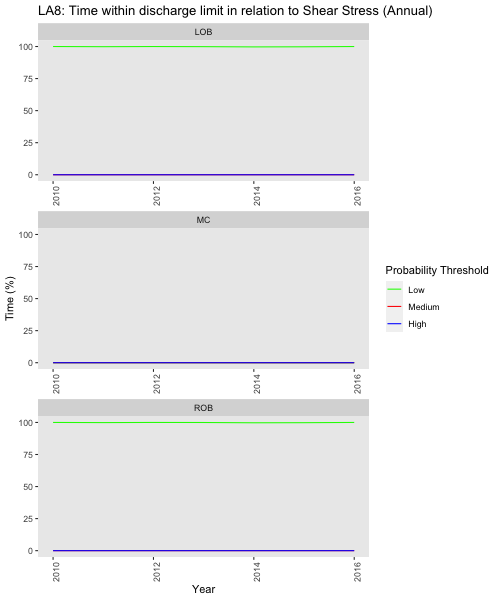 LA8: Time within discharge limit in relation to Shear Stress (Annual)
LOB
100
75
50
25
0
2010 2012 2014 2016
MC
100
75
50
25
0
2010 2012 2014 2016
ROB
100
75
50
25
0
2010 2012 2014 2016
Time (%)
Year
Probability Threshold
Low
Medium
High